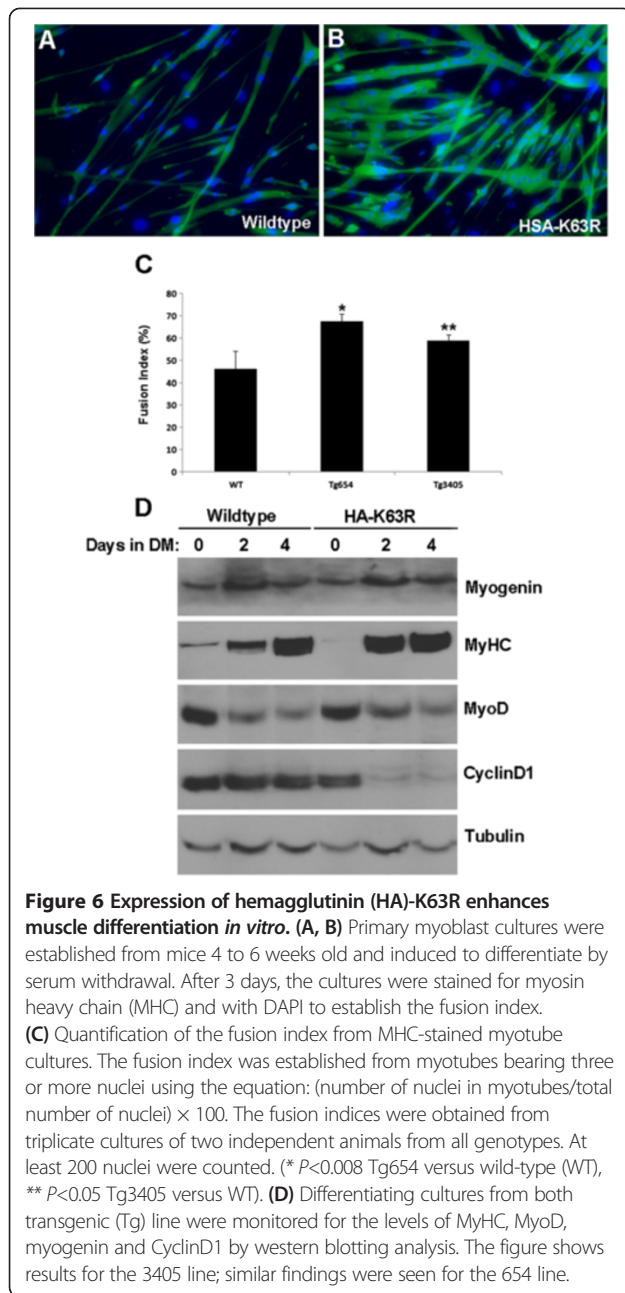 A
B
Wildtype
HSA-K63R
C
80
70
60
50
40
30
20
10
0
Fusion Index (%)
*
**
WT
Tg654
Tg3405
D
Wildtype
HA-K63R
Days in DM: 0 2 4 0 2 4
Myogenin
MyHC
MyoD
CyclinD1
Tubulin
Figure 6 Expression of hemagglutinin (HA)-K63R enhances
muscle differentiation in vitro. (A, B) Primary myoblast cultures were
established from mice 4 to 6 weeks old and induced to differentiate by
serum withdrawal. After 3 days, the cultures were stained for myosin
heavy chain (MHC) and with DAPI to establish the fusion index.
(C) Quantification of the fusion index from MHC-stained myotube
cultures. The fusion index was established from myotubes bearing three
or more nuclei using the equation: (number of nuclei in myotubes/total
number of nuclei) × 100. The fusion indices were obtained from
triplicate cultures of two independent animals from all genotypes. At
least 200 nuclei were counted. (* P<0.008 Tg654 versus wild-type (WT),
** P<0.05 Tg3405 versus WT). (D) Differentiating cultures from both
transgenic (Tg) line were monitored for the levels of MyHC, MyoD,
myogenin and CyclinD1 by western blotting analysis. The figure shows
results for the 3405 line; similar findings were seen for the 654 line.